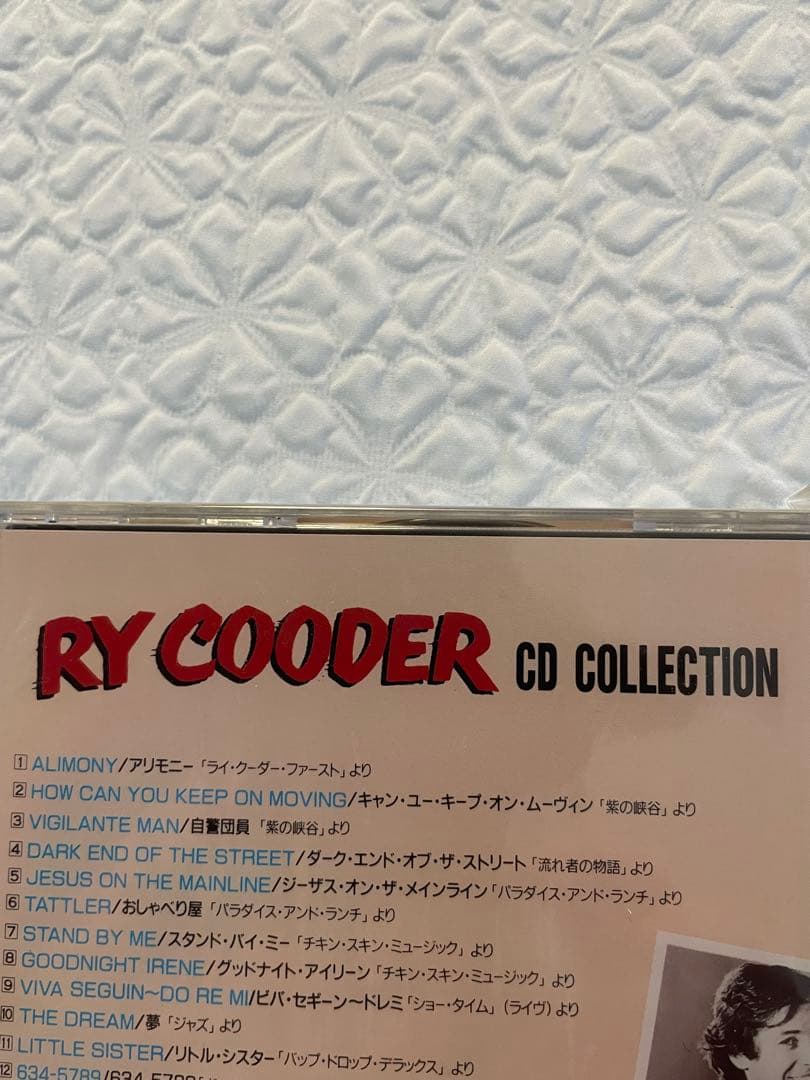 RY COODER CD COLLECTION
1 ALIMONY/アリモニー「ライ・クーダー・ファースト」より
2 HOW CAN YOU KEEP ON MOVING/キャン・ユー・キープ・オン・ムーヴィン「紫の峡谷」より
3 VIGILANTE MAN/自警団員「紫の峡谷」より
4 DARK END OF THE STREET/ダーク・エンド・オブ・ザ・ストリート「流れ者の物語」より
5 JESUS ON THE MAINLINE/ジーザス・オン・ザ・メインライン「パラダイス・アンド・ランチ」より
6 TATTLER/おしゃべり屋「パラダイス・アンド・ランチ」より
7 STAND BY ME/スタンド・バイ・ミー「チキン・スキン・ミュージック」より
8 GOODNIGHT IRENE/グッドナイト・アイリーン「チキン・スキン・ミュージック」より
9 VIVA SEGUIN~DO RE MI/ビバ・セギーン~ドレミ「ショー・タイム」(ライヴ)より
10 THE DREAM/夢「ジャズ」より
11 LITTLE SISTER/リトル・シスター「バップ・ドロップ・デラックス」より
12 634-5789/634-5789